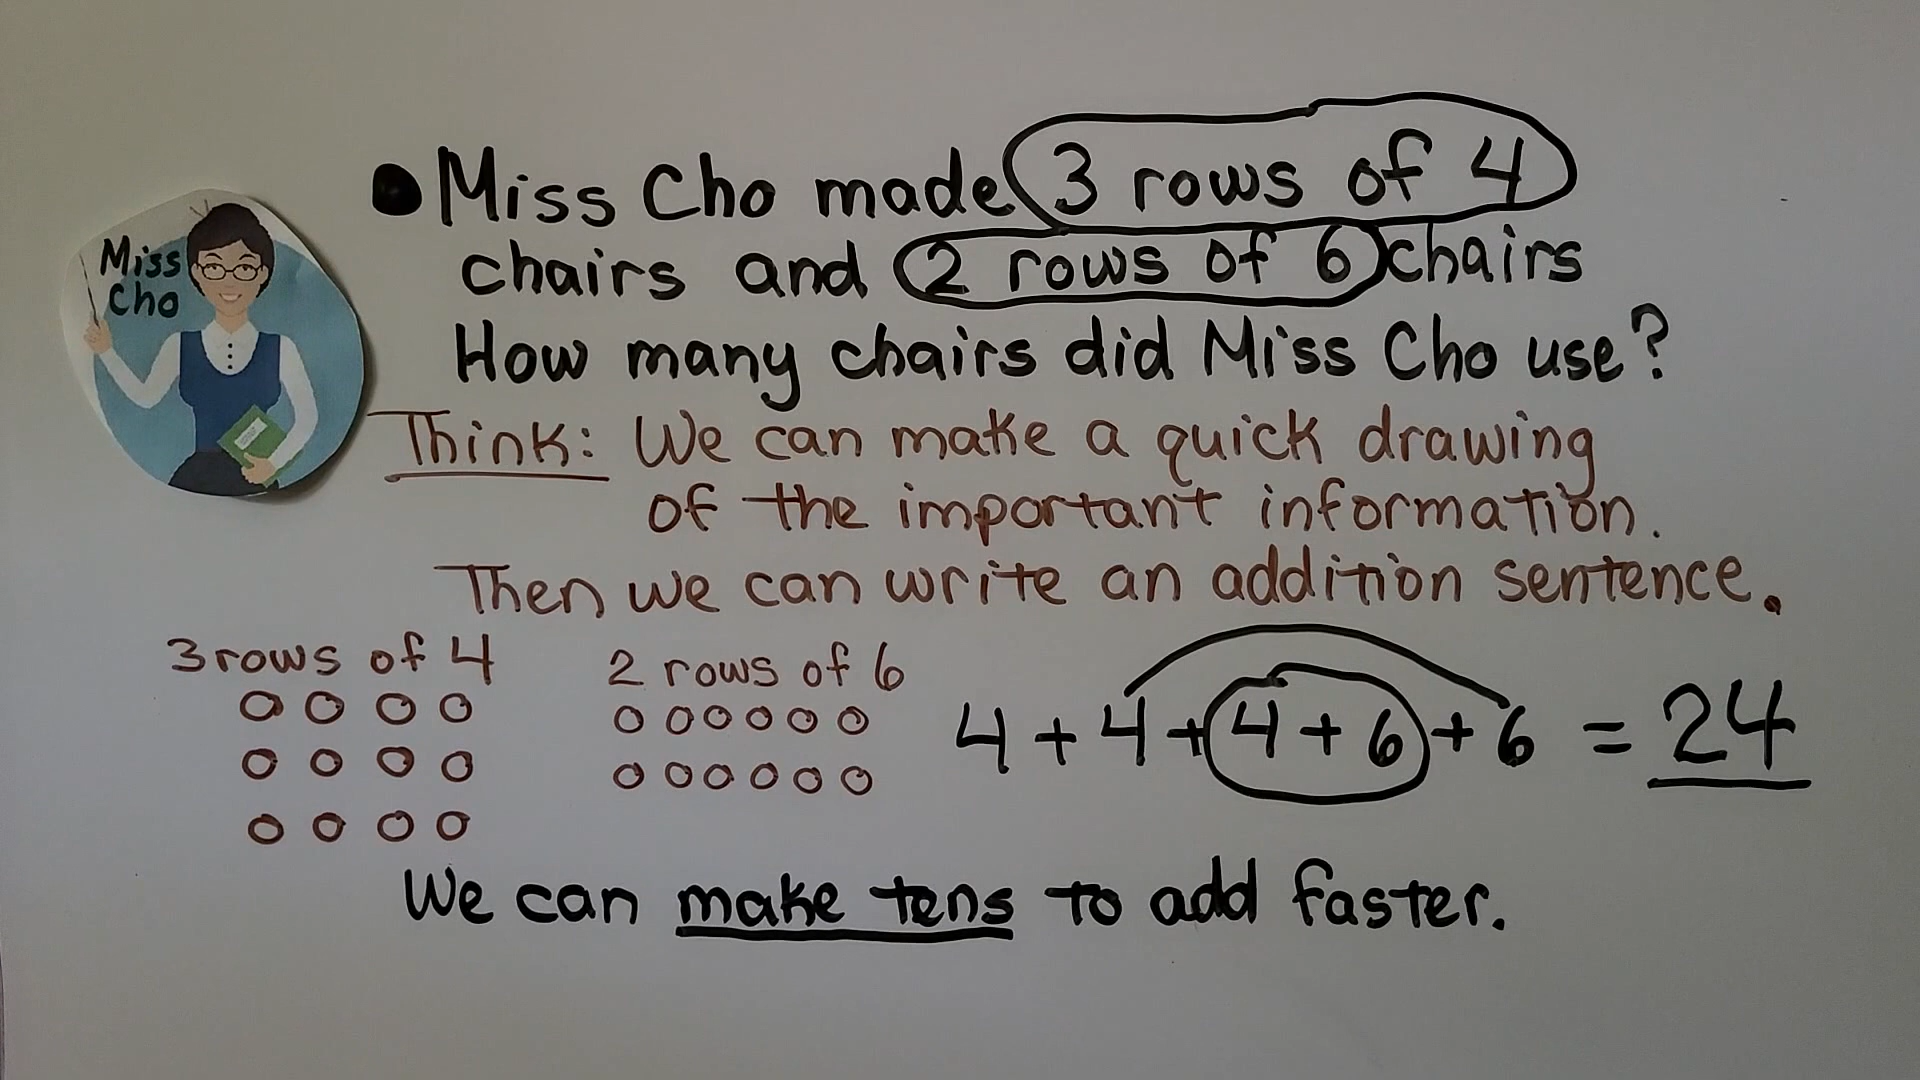 Miss
Cho
● Miss Cho made 3 rows of 4
chairs and 2 rows of 6 chairs
How many chairs did Miss Cho use?
Think: We can make a quick drawing
of the important information.
Then we can write an addition sentence.
3 rows of 4
2 rows of 6
4 + 4 + 4 + 6 + 6 = 24
We can make tens to add faster.